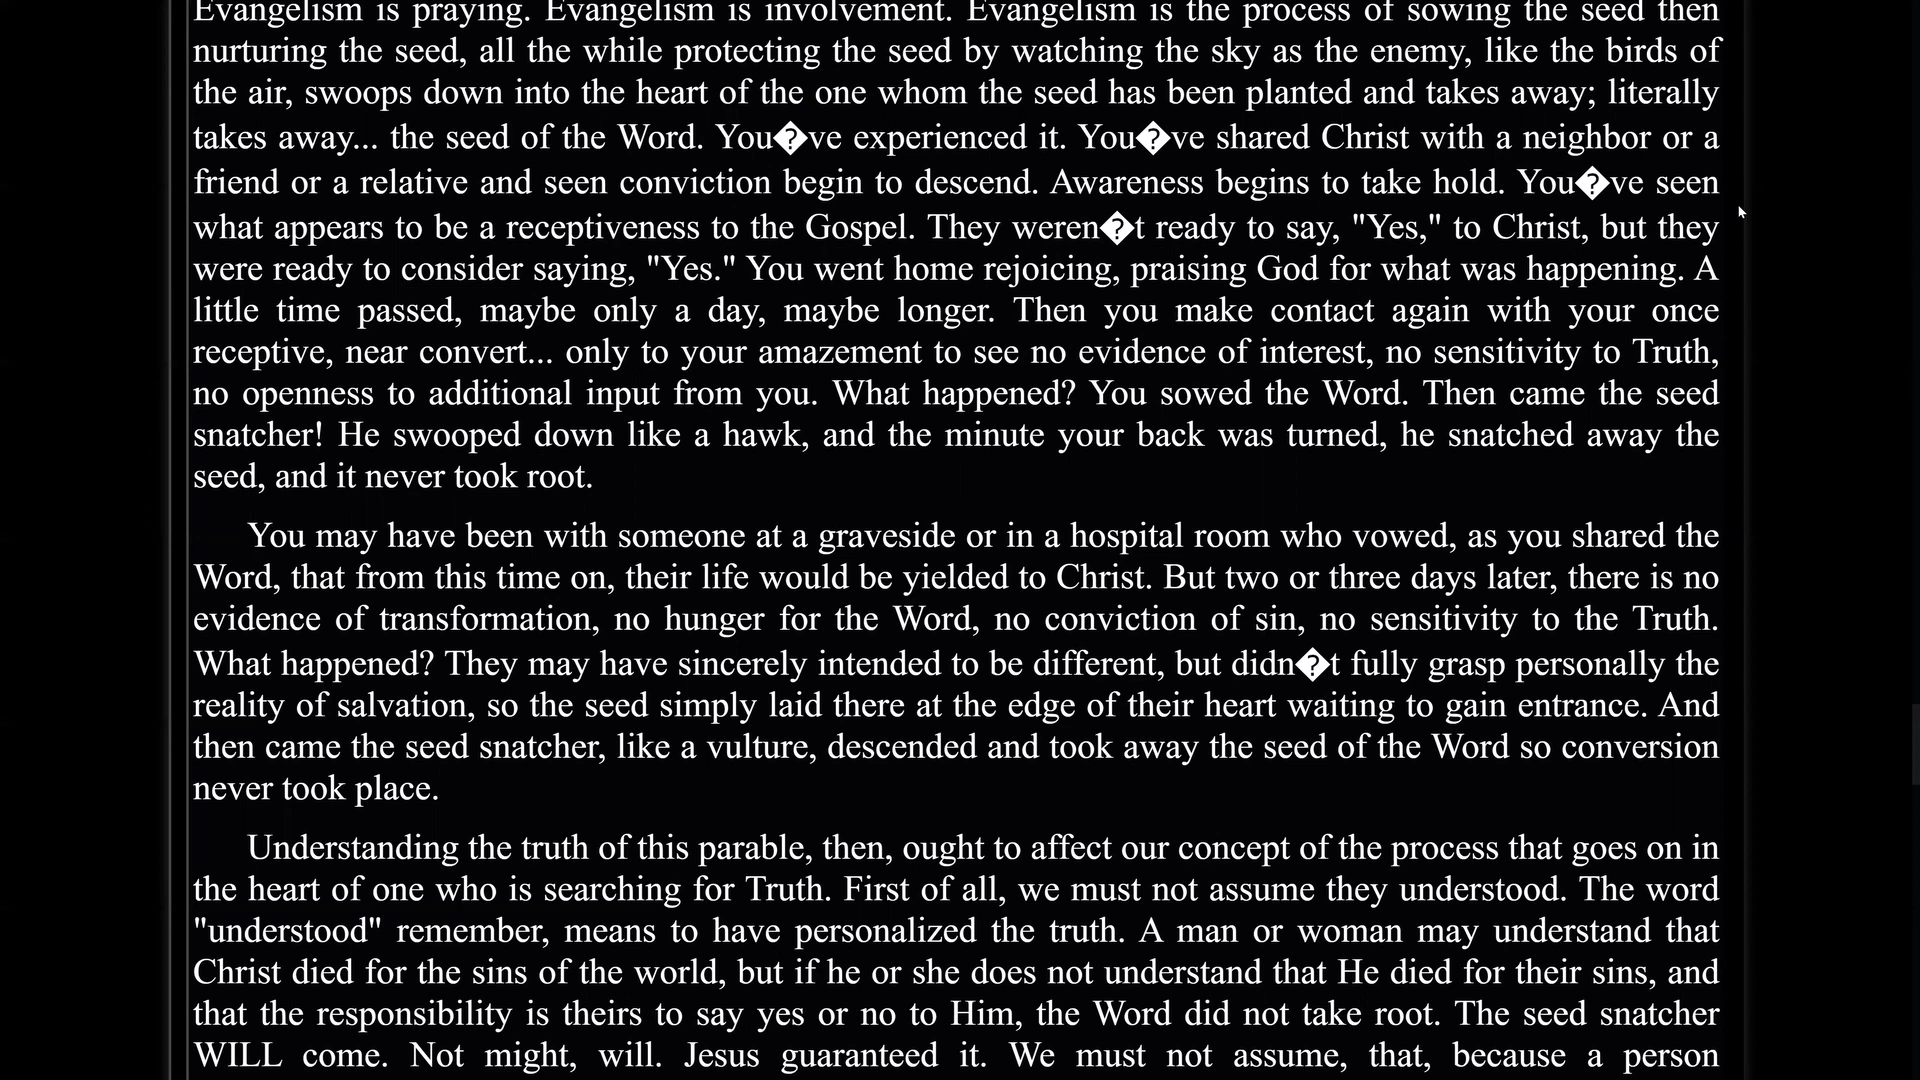 Evangelism is praying. Evangelism is involvement. Evangelism is the process of sowing the seed then
nurturing the seed, all the while protecting the seed by watching the sky as the enemy, like the birds of
the air, swoops down into the heart of the one whom the seed has been planted and takes away; literally
takes away... the seed of the Word. You�ve experienced it. You�ve shared Christ with a neighbor or a
friend or a relative and seen conviction begin to descend. Awareness begins to take hold. You�ve seen
what appears to be a receptiveness to the Gospel. They weren�t ready to say, "Yes," to Christ, but they
were ready to consider saying, "Yes." You went home rejoicing, praising God for what was happening. A
little time passed, maybe only a day, maybe longer. Then you make contact again with your once
receptive, near convert... only to your amazement to see no evidence of interest, no sensitivity to Truth,
no openness to additional input from you. What happened? You sowed the Word. Then came the seed
snatcher! He swooped down like a hawk, and the minute your back was turned, he snatched away the
seed, and it never took root.
You may have been with someone at a graveside or in a hospital room who vowed, as you shared the
Word, that from this time on, their life would be yielded to Christ. But two or three days later, there is no
evidence of transformation, no hunger for the Word, no conviction of sin, no sensitivity to the Truth.
What happened? They may have sincerely intended to be different, but didn�t fully grasp personally the
reality of salvation, so the seed simply laid there at the edge of their heart waiting to gain entrance. And
then came the seed snatcher, like a vulture, descended and took away the seed of the Word so conversion
never took place.
Understanding the truth of this parable, then, ought to affect our concept of the process that goes on in
the heart of one who is searching for Truth. First of all, we must not assume they understood. The word
"understood" remember, means to have personalized the truth. A man or woman may understand that
Christ died for the sins of the world, but if he or she does not understand that He died for their sins, and
that the responsibility is theirs to say yes or no to Him, the Word did not take root. The seed snatcher
WILL come. Not might, will. Jesus guaranteed it. We must not assume, that, because a person